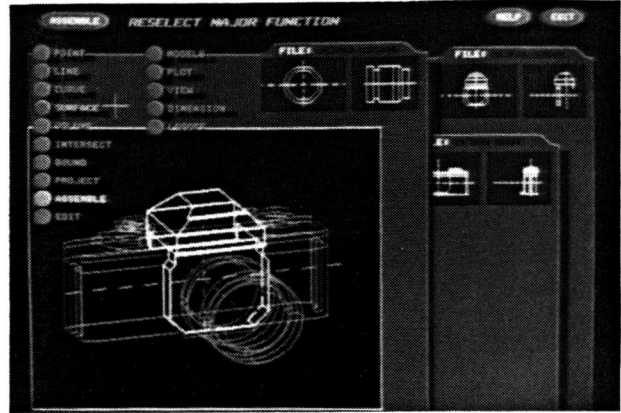 ASSEMBLE
RESELECT MAJOR FUNCTION
HELP
EXIT
POINT
LINE
CURVE
SURFACE
INTERSECT
BOUND
PROJECT
ASSEMBLE
EDIT
MODELS
PLOT
VIEW
DIMENSION
FILE:
FILE: